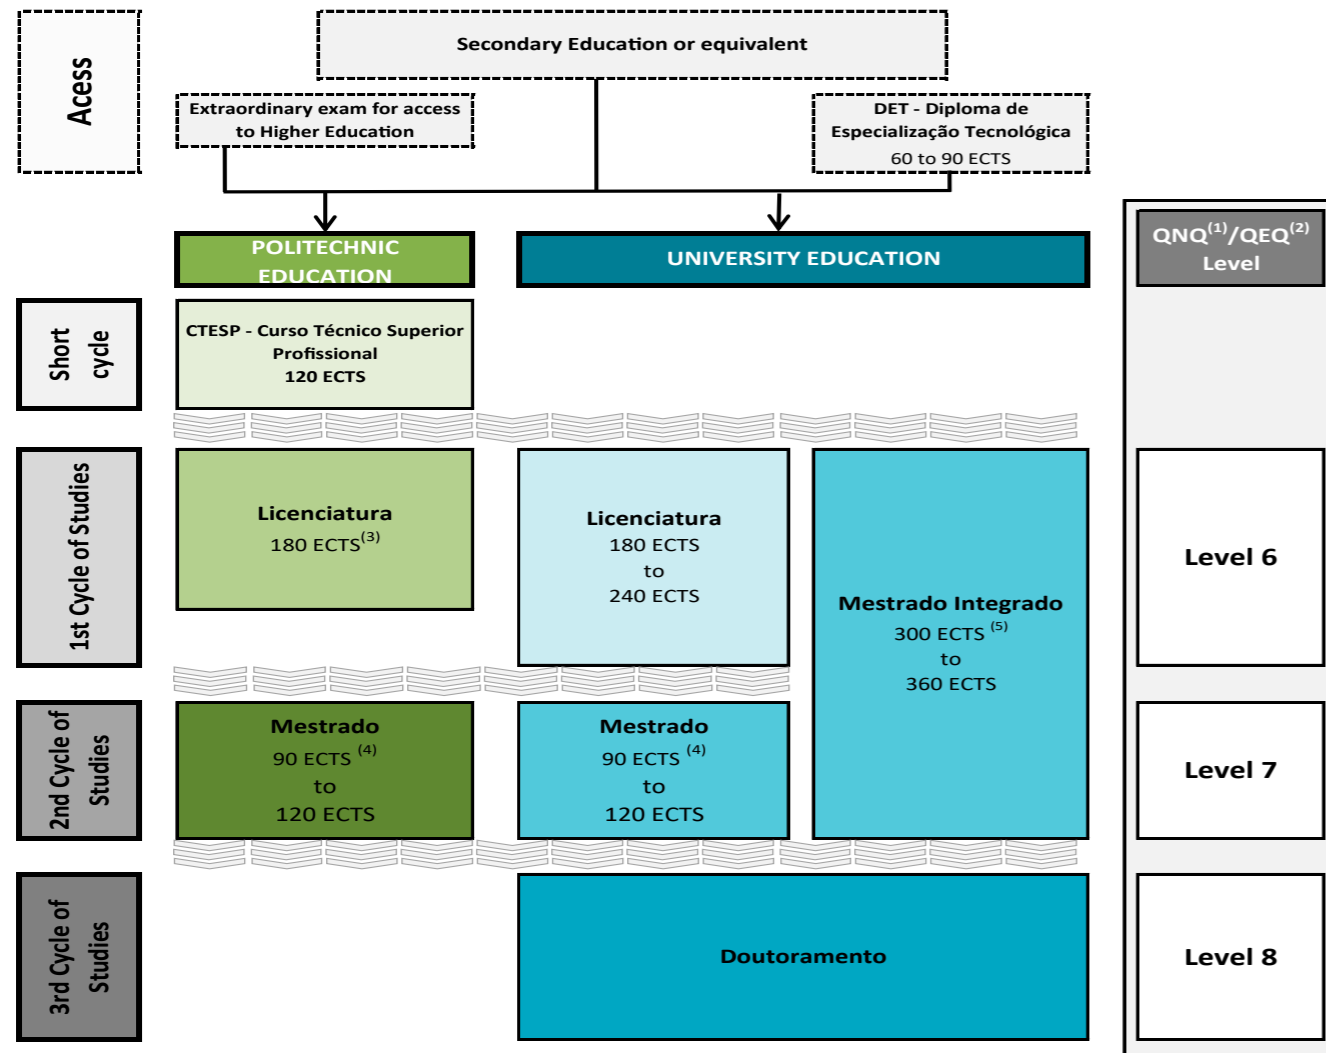 Acess
Secondary Education or equivalent
Extraordinary exam for access
to Higher Education
DET - Diploma de
Especialização Tecnológica
60 to 90 ECTS
POLITECHNIC
EDUCATION
UNIVERSITY EDUCATION
QNQ(1)/QEQ(2)
Level
Short
cycle
CTESP - Curso Técnico Superior
Profissional
120 ECTS
1st Cycle of Studies
Licenciatura
180 ECTS(3)
Licenciatura
180 ECTS
to
240 ECTS
Mestrado Integrado
300 ECTS (5)
to
360 ECTS
Level 6
2nd Cycle of
Studies
Mestrado
90 ECTS (4)
to
120 ECTS
Mestrado
90 ECTS (4)
to
120 ECTS
Level 7
3rd Cycle of
Studies
Doutoramento
Level 8